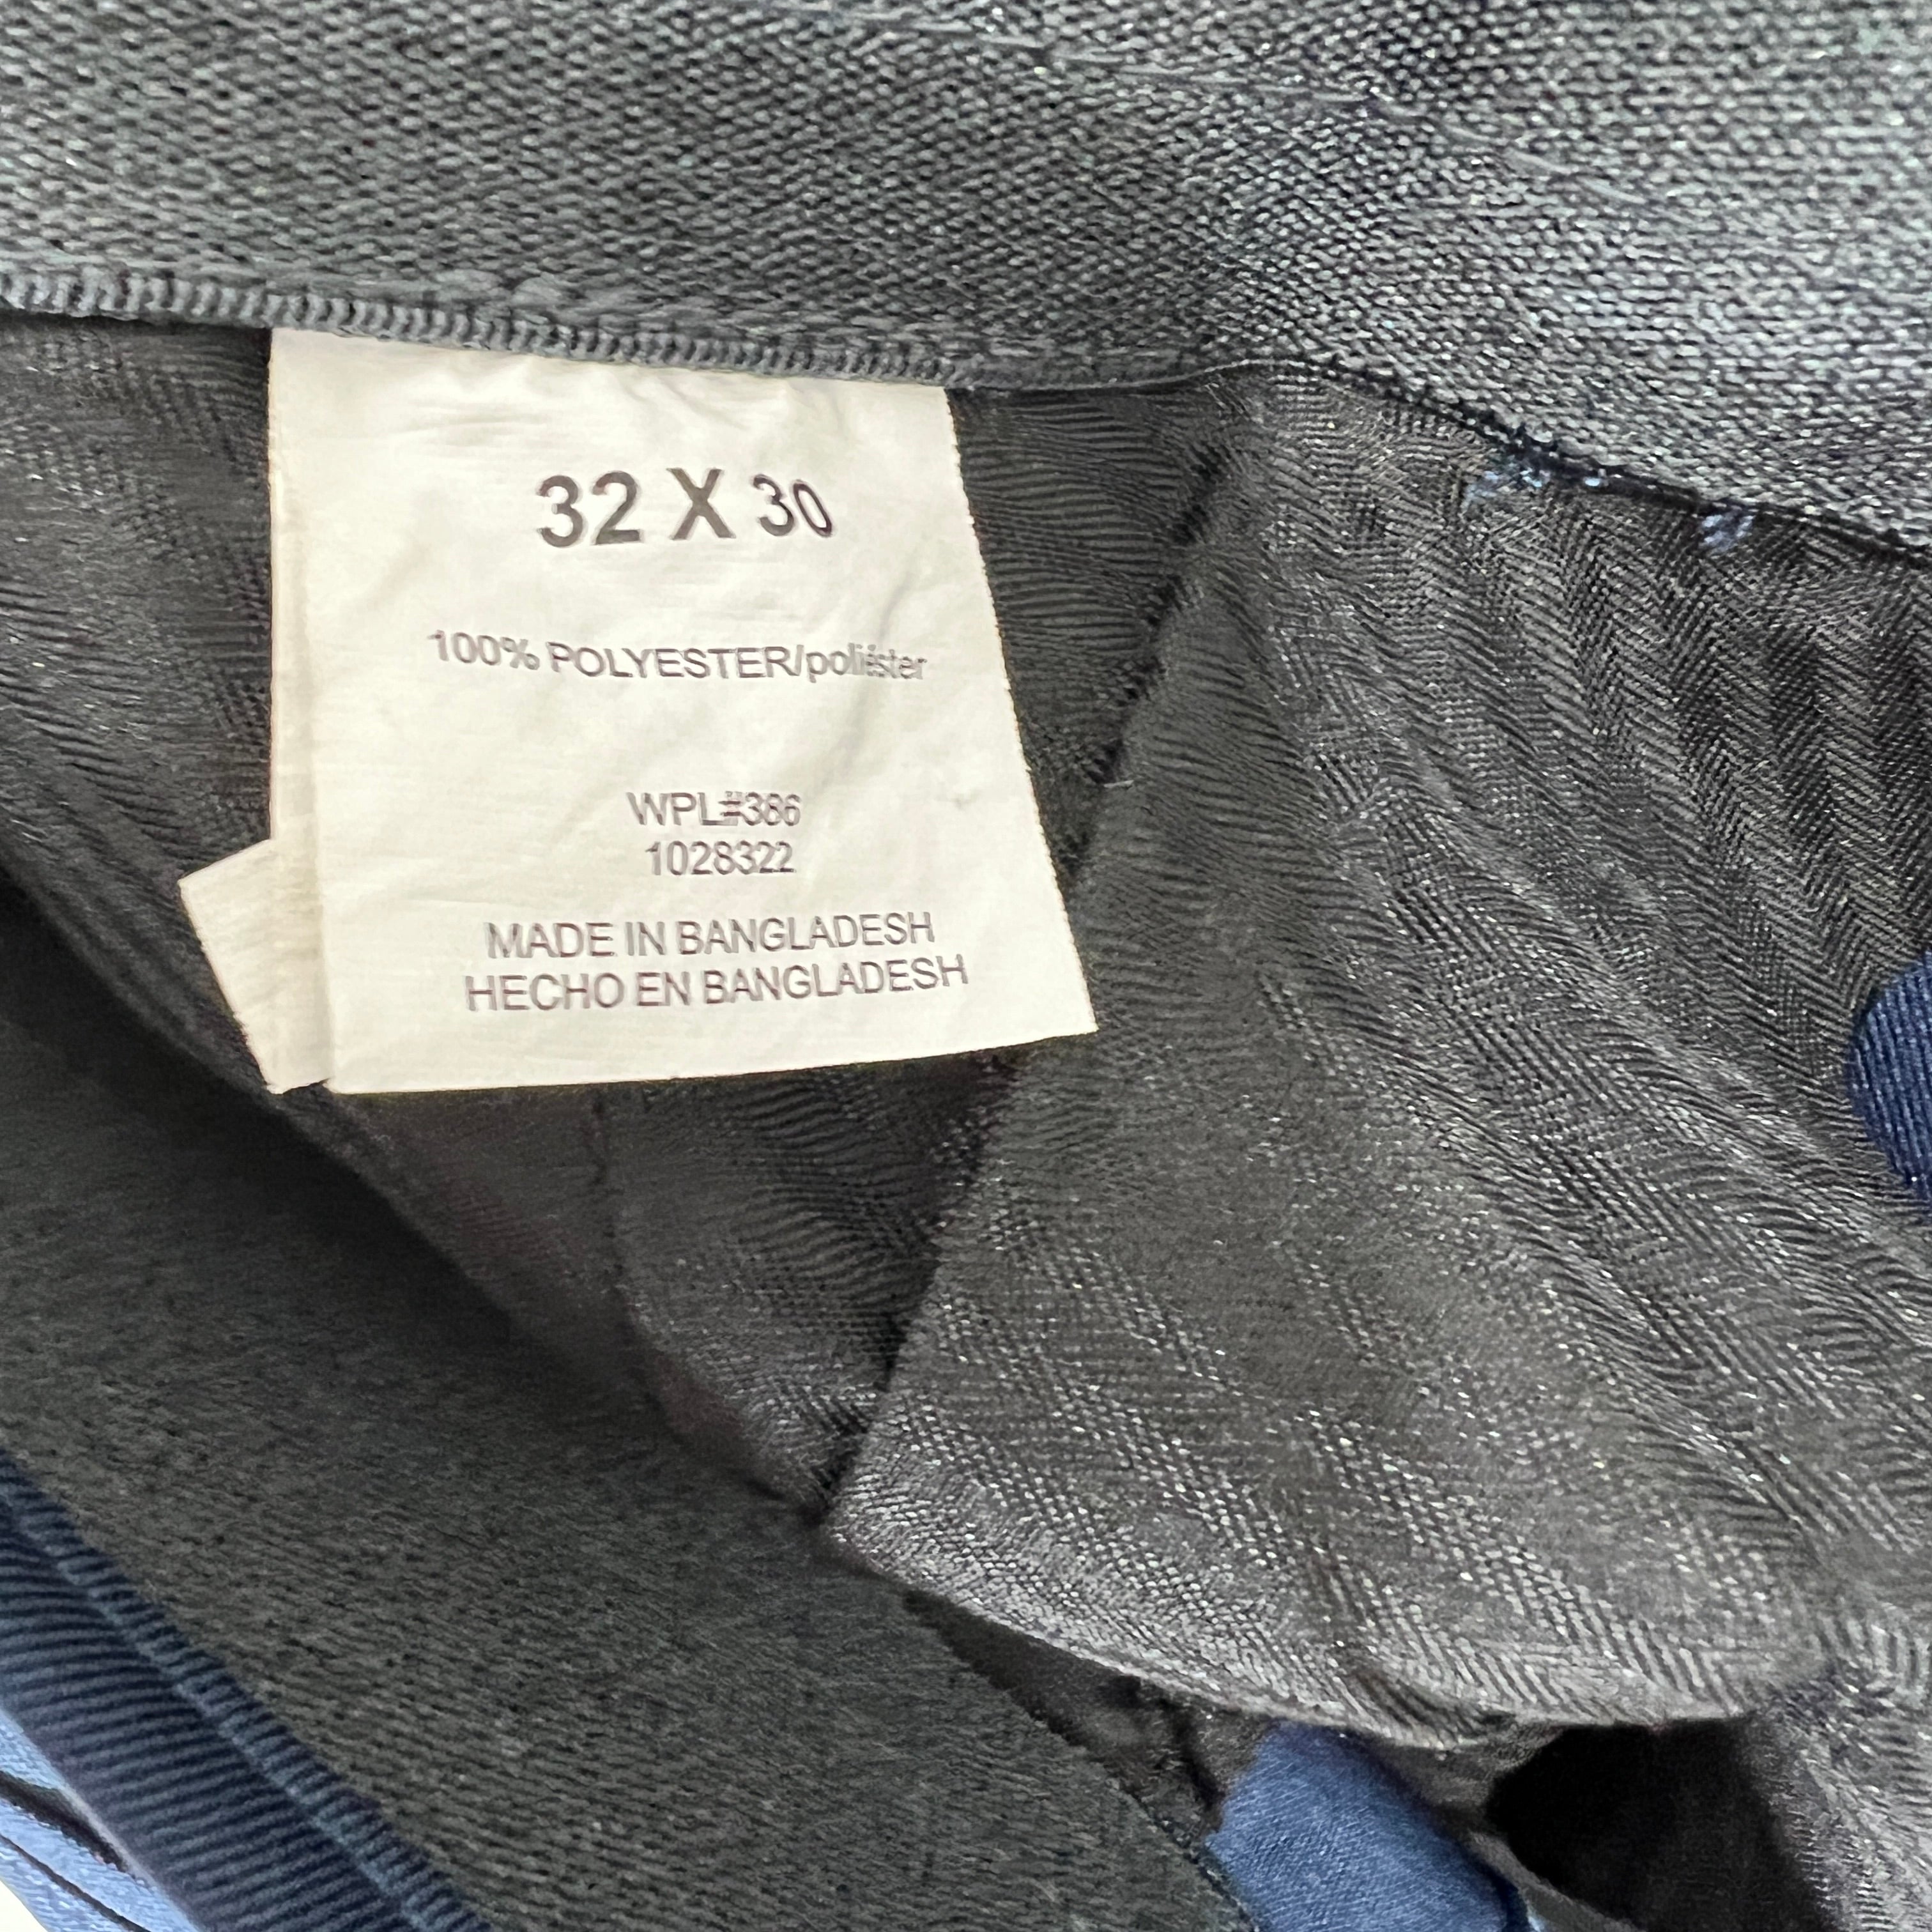 32 X 30
100% POLYESTER/poliéster
WPL#386
1028322
MADE IN BANGLADESH
HECHO EN BANGLADESH